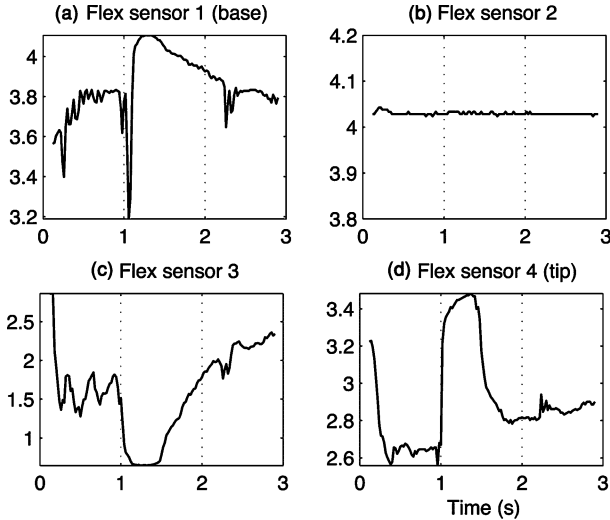 (a) Flex sensor 1 (base)
4
3.8
3.6
3.4
3.2
0 1 2 3
(b) Flex sensor 2
4.2
4.1
4
3.9
3.8
0 1 2 3
(c) Flex sensor 3
2.5
2
1.5
1
0 1 2 3
(d) Flex sensor 4 (tip)
3.4
3.2
3
2.8
2.6
0 1 2 3
Time (s)